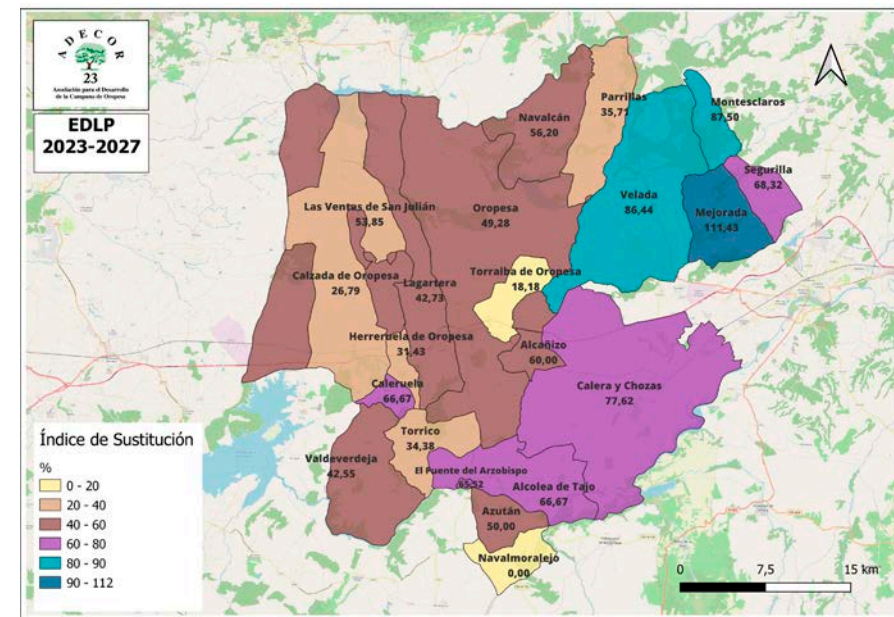 ADECOR
23
Asociación para el Desarrollo
de la Campana de Oropesa
EDLP
2023-2027
Navalcán
56,20
Parrillas
35,71
Montesclaros
87,50
Segurilla
68,32
Velada
86,44
Mejorada
111,43
Las Ventas de San Julián
53,85
Oropesa
49,28
Calzada de Oropesa
26,79
Lagartera
42,73
Torralba de Oropesa
18,18
Herreruela de Oropesa
31,43
Alcañizo
60,00
Caleruela
66,67
Calera y Chozas
77,62
Torrico
34,38
Valdeverdeja
42,55
El Puente del Arzobispo
65,52
Alcolea de Tajo
66,67
Azután
50,00
Navalmoralejo
0,00
Índice de Sustitución
%
0 - 20
20 - 40
40 - 60
60 - 80
80 - 90
90 - 112
0 7,5 15 km